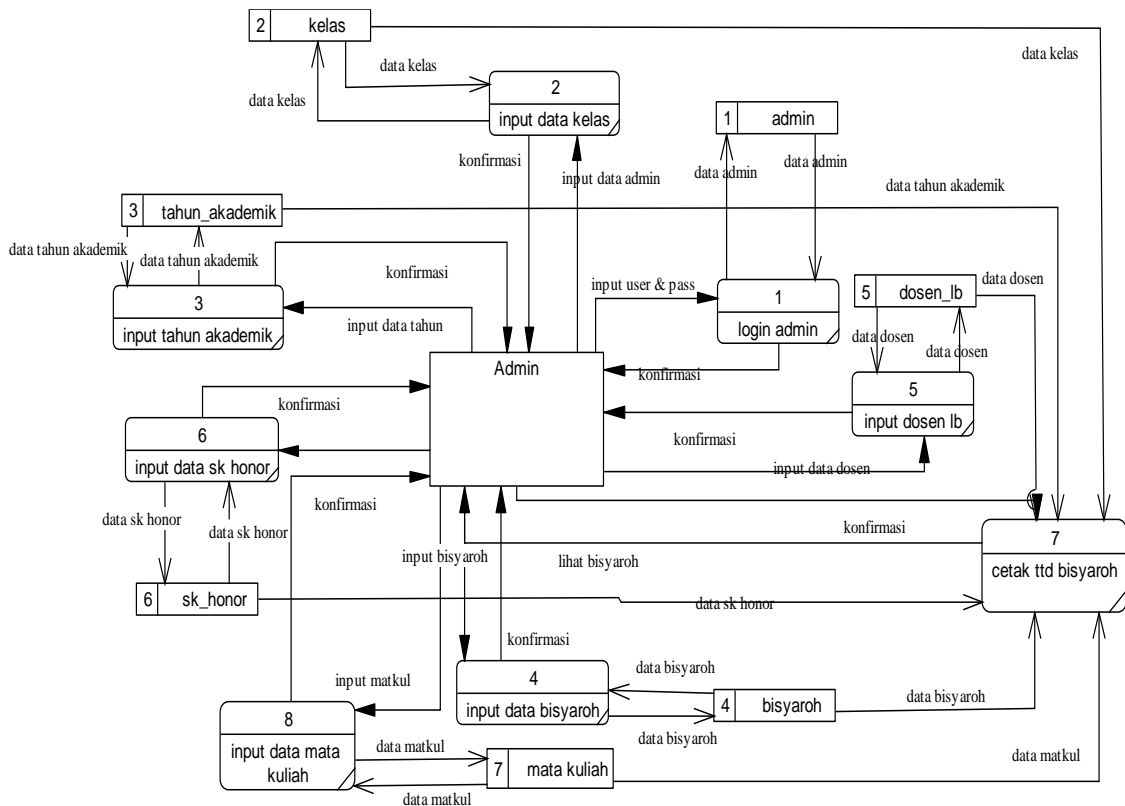 2 kelas
data kelas
data kelas
data kelas
2
input data kelas
1 admin
konfirmasi
input data admin
data admin
data admin
data tahun akademik
3 tahun_akademik
data tahun akademik
data tahun akademik
konfirmasi
3
input tahun akademik
input data tahun
input user & pass
1
login admin
konfirmasi
data dosen
5 dosen_lb
data dosen
data dosen
Admin
5
input dosen lb
konfirmasi
input data dosen
konfirmasi
6
input data sk honor
konfirmasi
data sk honor
data sk honor
6 sk_honor
input bisyaroh
lihat bisyaroh
konfirmasi
7
cetak ttd bisyaroh
data sk honor
konfirmasi
4
input data bisyaroh
data bisyaroh
data bisyaroh
4 bisyaroh
data bisyaroh
input matkul
8
input data mata
kuliah
data matkul
data matkul
7 mata kuliah
data matkul